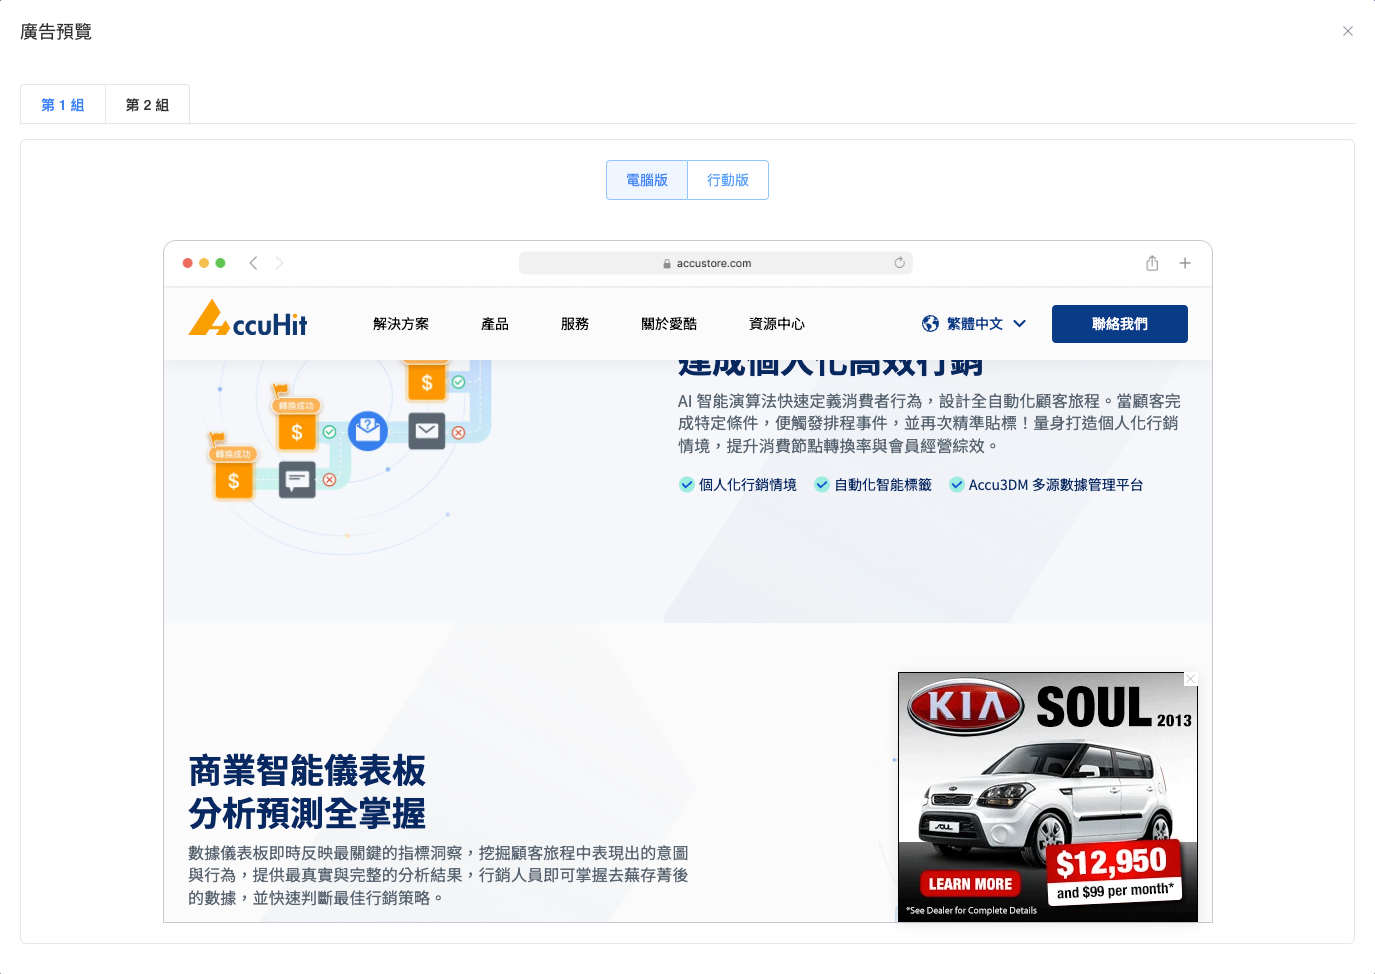 廣告預覽
第 1 組
第 2 組
電腦版
行動版
accustore.com
AccuHit
解決方案
產品
服務
關於愛酷
資源中心
繁體中文
聯絡我們
達成個人化高效行銷
AI 智能演算法快速定義消費者行為，設計全自動化顧客旅程。當顧客完
成特定條件，便觸發排程事件，並再次精準貼標！量身打造個人化行銷
情境，提升消費節點轉換率與會員經營綜效。
個人化行銷情境
自動化智能標籤
Accu3DM 多源數據管理平台
$
轉換成功
$
?
轉換成功
$
商業智能儀表板
分析預測全掌握
數據儀表板即時反映最關鍵的指標洞察，挖掘顧客旅程中表現出的意圖
與行為，提供最真實與完整的分析結果，行銷人員即可掌握去蕪存菁後
的數據，並快速判斷最佳行銷策略。
KIA
SOUL 2013
SOUL
$12,950
and $99 per month*
LEARN MORE
*See Dealer for Complete Details